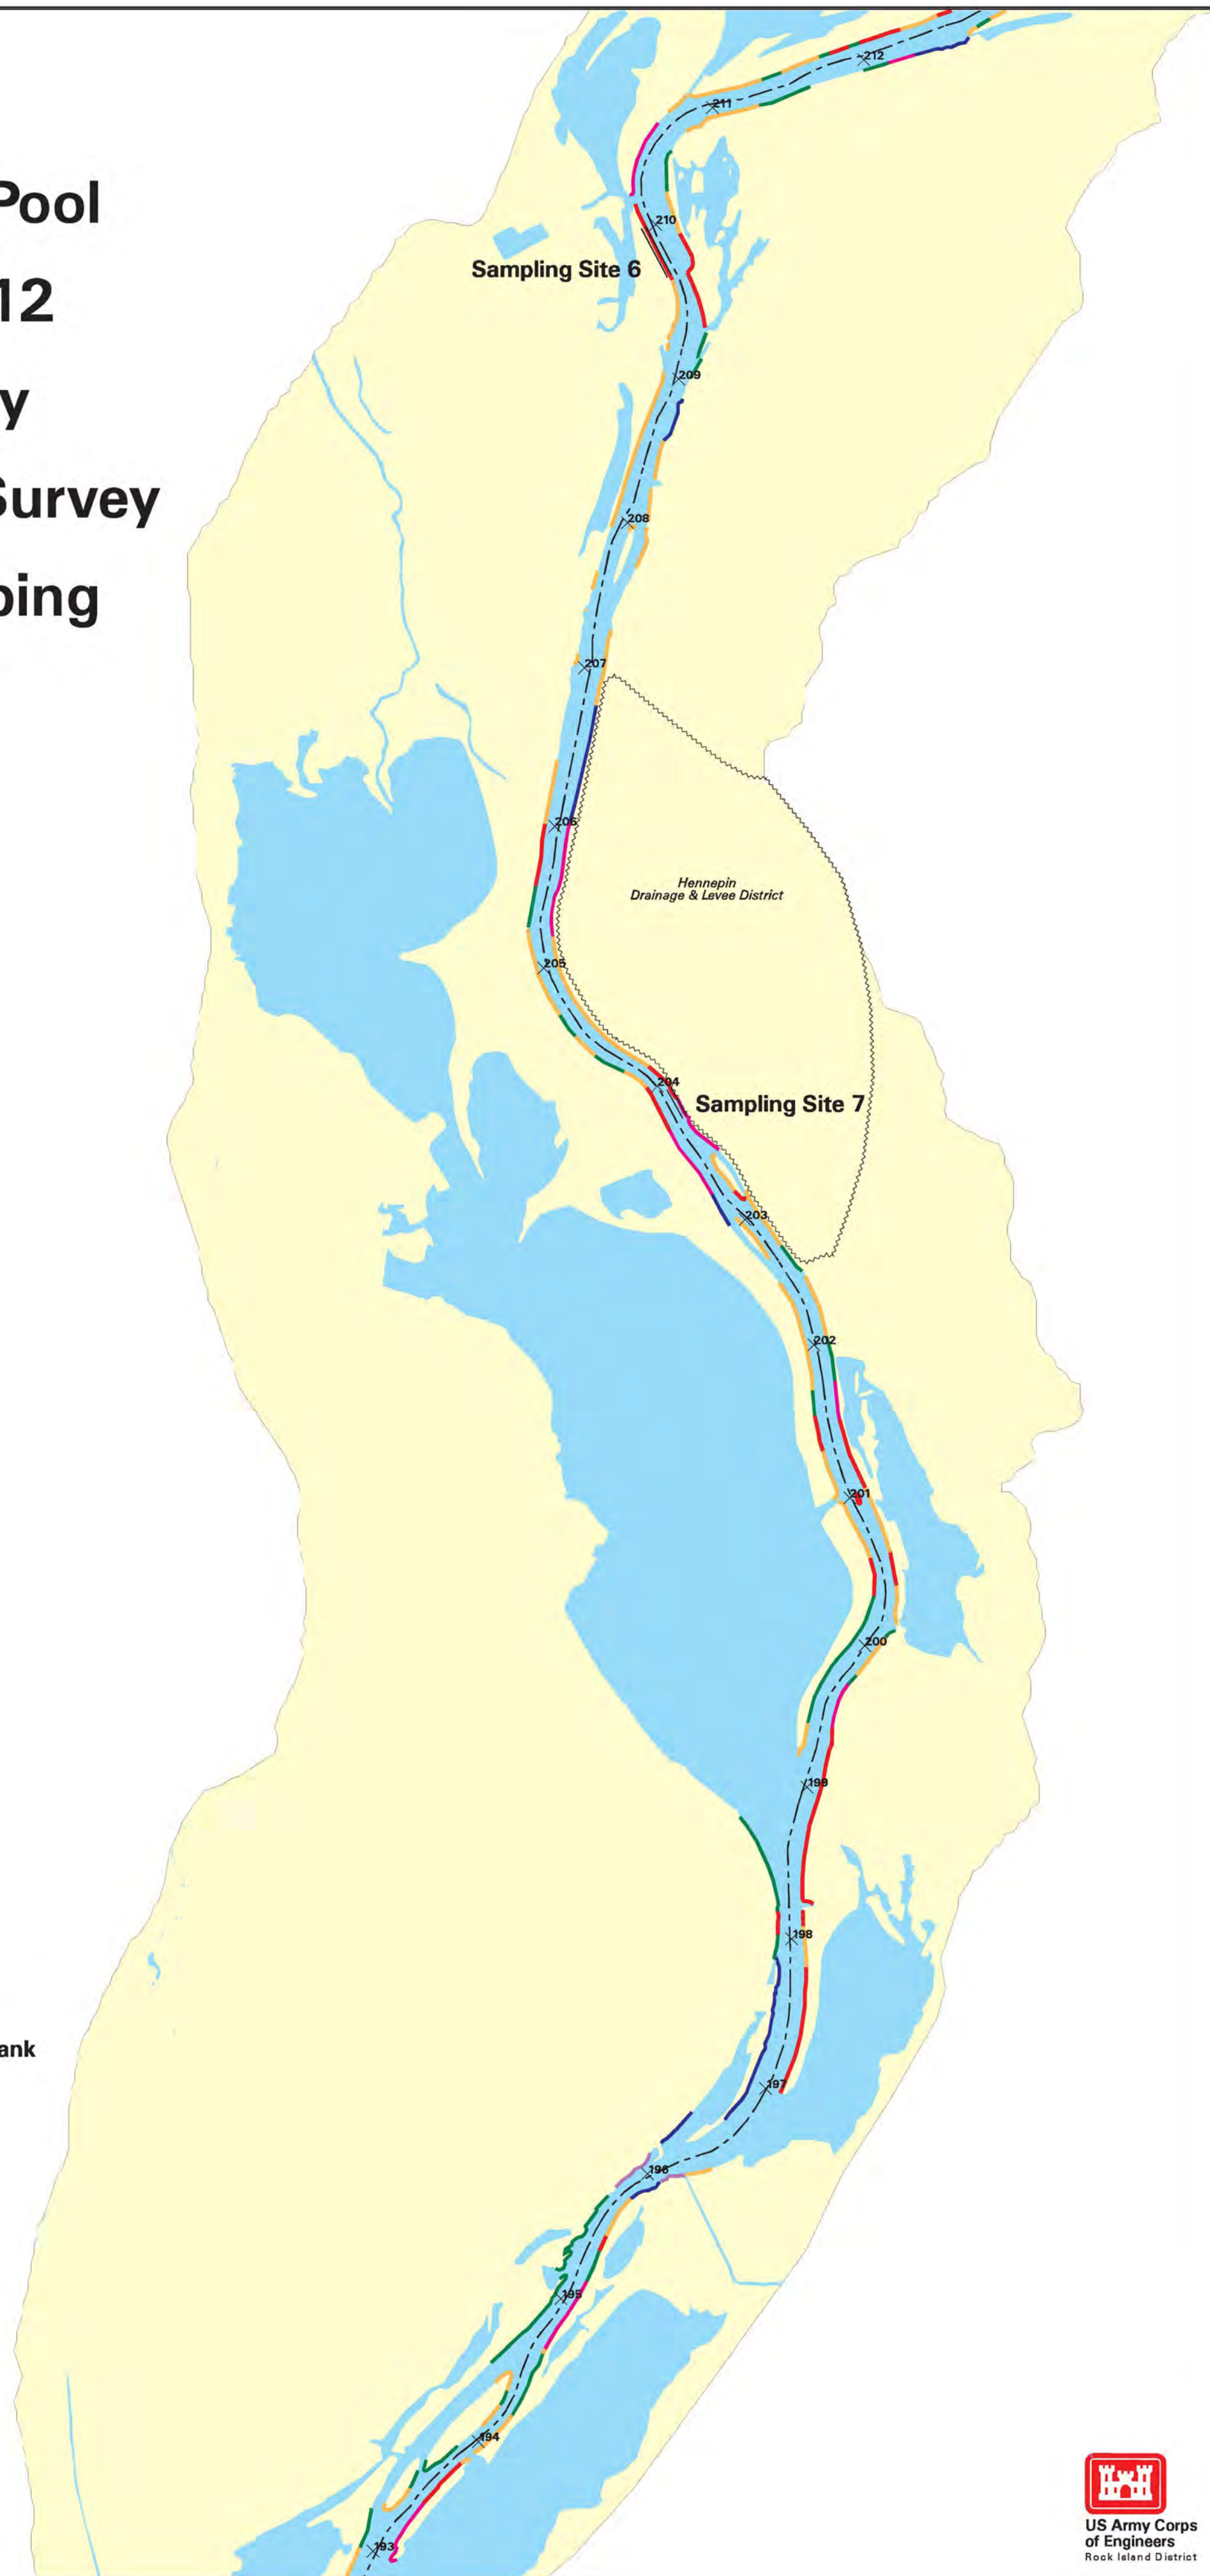 Pool
12
y
Survey
ping
212
211
210
Sampling Site 6
209
208
207
206
Hennepin
Drainage & Levee District
205
204
Sampling Site 7
203
202
201
200
199
198
ank
197
196
195
194
193
US Army Corps
of Engineers
Rock Island District